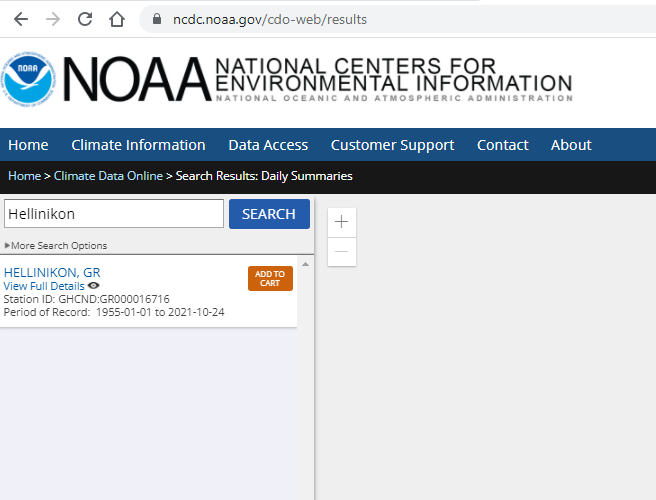 ncdc.noaa.gov/cdo-web/results
NOAA NATIONAL CENTERS FOR
ENVIRONMENTAL INFORMATION
NATIONAL OCEANIC AND ATMOSPHERIC ADMINISTRATION
Home Climate Information Data Access Customer Support Contact About
Home > Climate Data Online > Search Results: Daily Summaries
Hellinikon SEARCH
More Search Options
HELLINIKON, GR
ADD TO
CART
View Full Details
Station ID: GHCND:GR000016716
Period of Record: 1955-01-01 to 2021-10-24